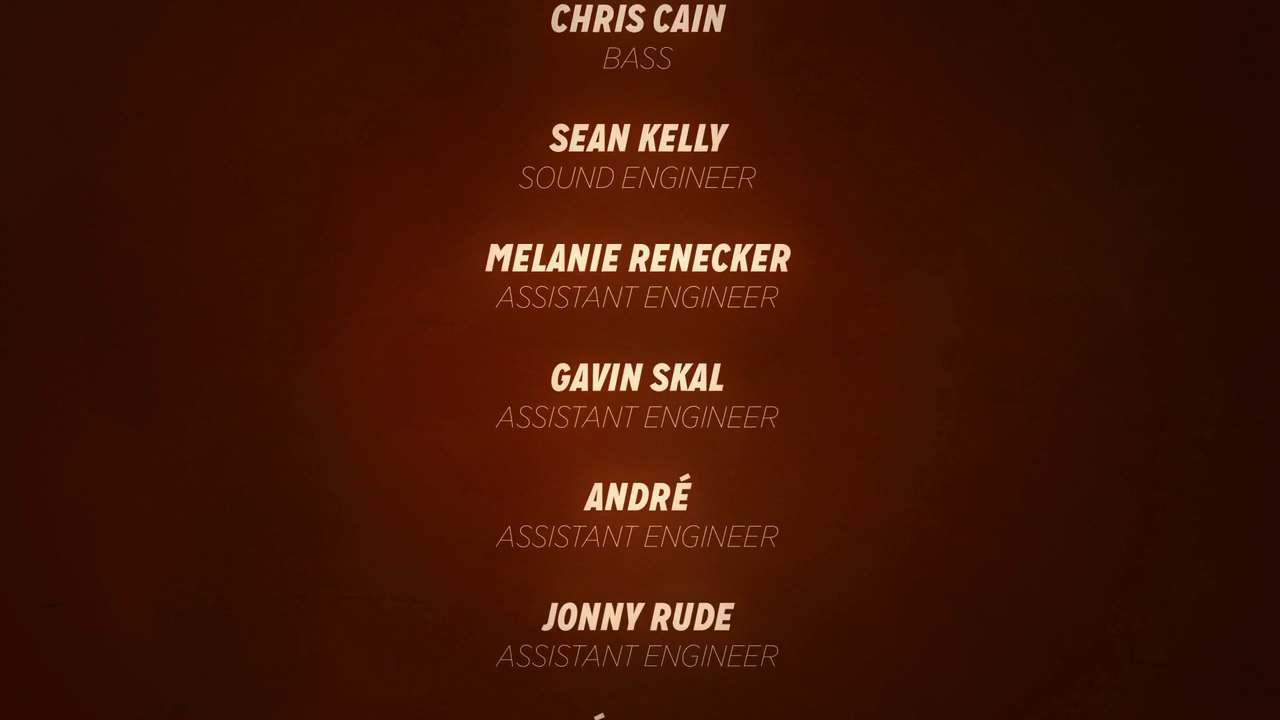 CHRIS CAIN
BASS
SEAN KELLY
SOUND ENGINEER
MELANIE RENECKER
ASSISTANT ENGINEER
GAVIN SKAL
ASSISTANT ENGINEER
ANDRÉ
ASSISTANT ENGINEER
JONNY RUDE
ASSISTANT ENGINEER